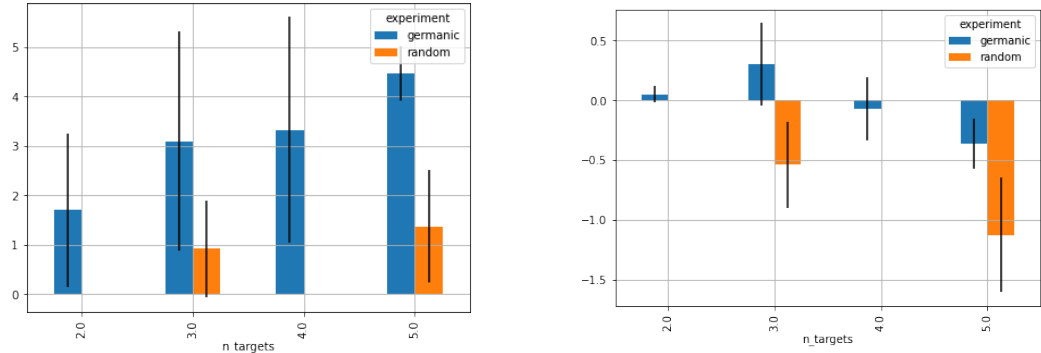 experiment
germanic
random
5
4
3
2
1
0
2.0
3.0
4.0
5.0
n targets
experiment
germanic
random
0.5
0.0
−0.5
−1.0
−1.5
2.0
3.0
4.0
5.0
n_targets